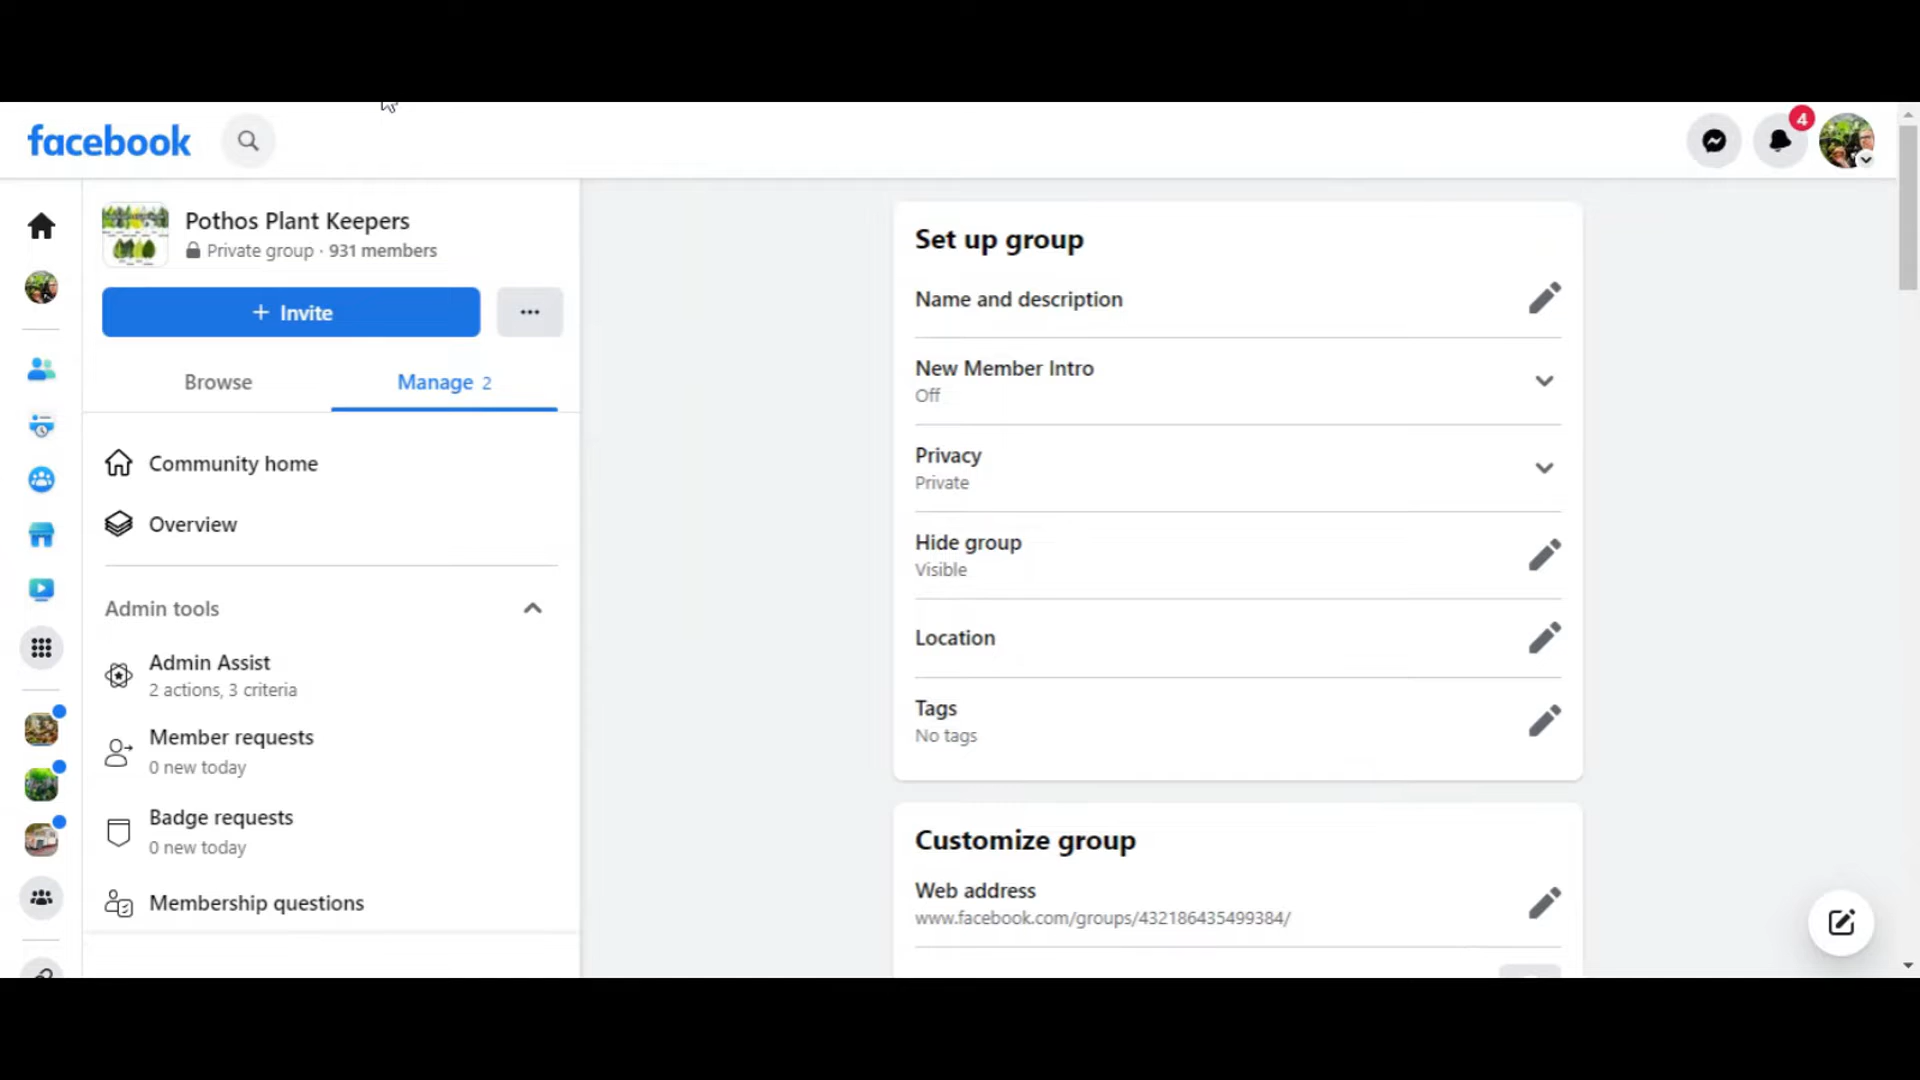 facebook
4
Pothos Plant Keepers
Private group · 931 members
+ Invite
Browse
Manage 2
Community home
Overview
Admin tools
Admin Assist
2 actions, 3 criteria
Member requests
0 new today
Badge requests
0 new today
Membership questions
Set up group
Name and description
New Member Intro
Off
Privacy
Private
Hide group
Visible
Location
Tags
No tags
Customize group
Web address
www.facebook.com/groups/432186435499384/